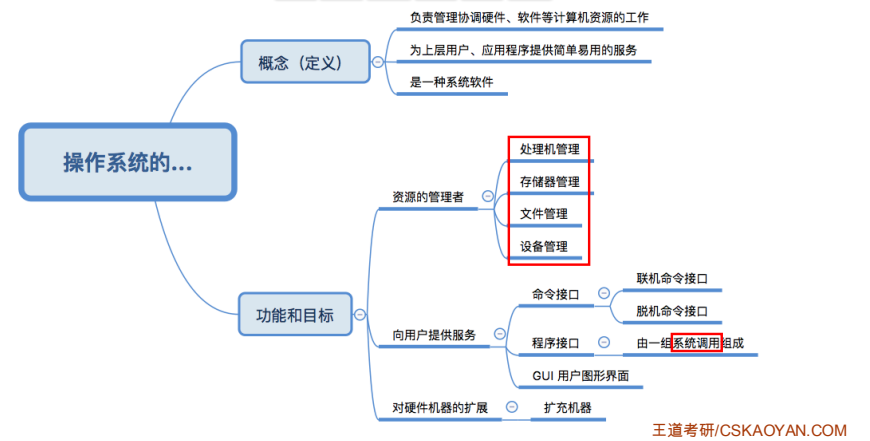 操作系统的...
概念（定义）
负责管理协调硬件、软件等计算机资源的工作
为上层用户、应用程序提供简单易用的服务
是一种系统软件
功能和目标
资源的管理者
处理机管理
存储器管理
文件管理
设备管理
向用户提供服务
命令接口
联机命令接口
脱机命令接口
程序接口
由一组系统调用组成
GUI 用户图形界面
对硬件机器的扩展
扩充机器
王道考研/CSKAOYAN.COM